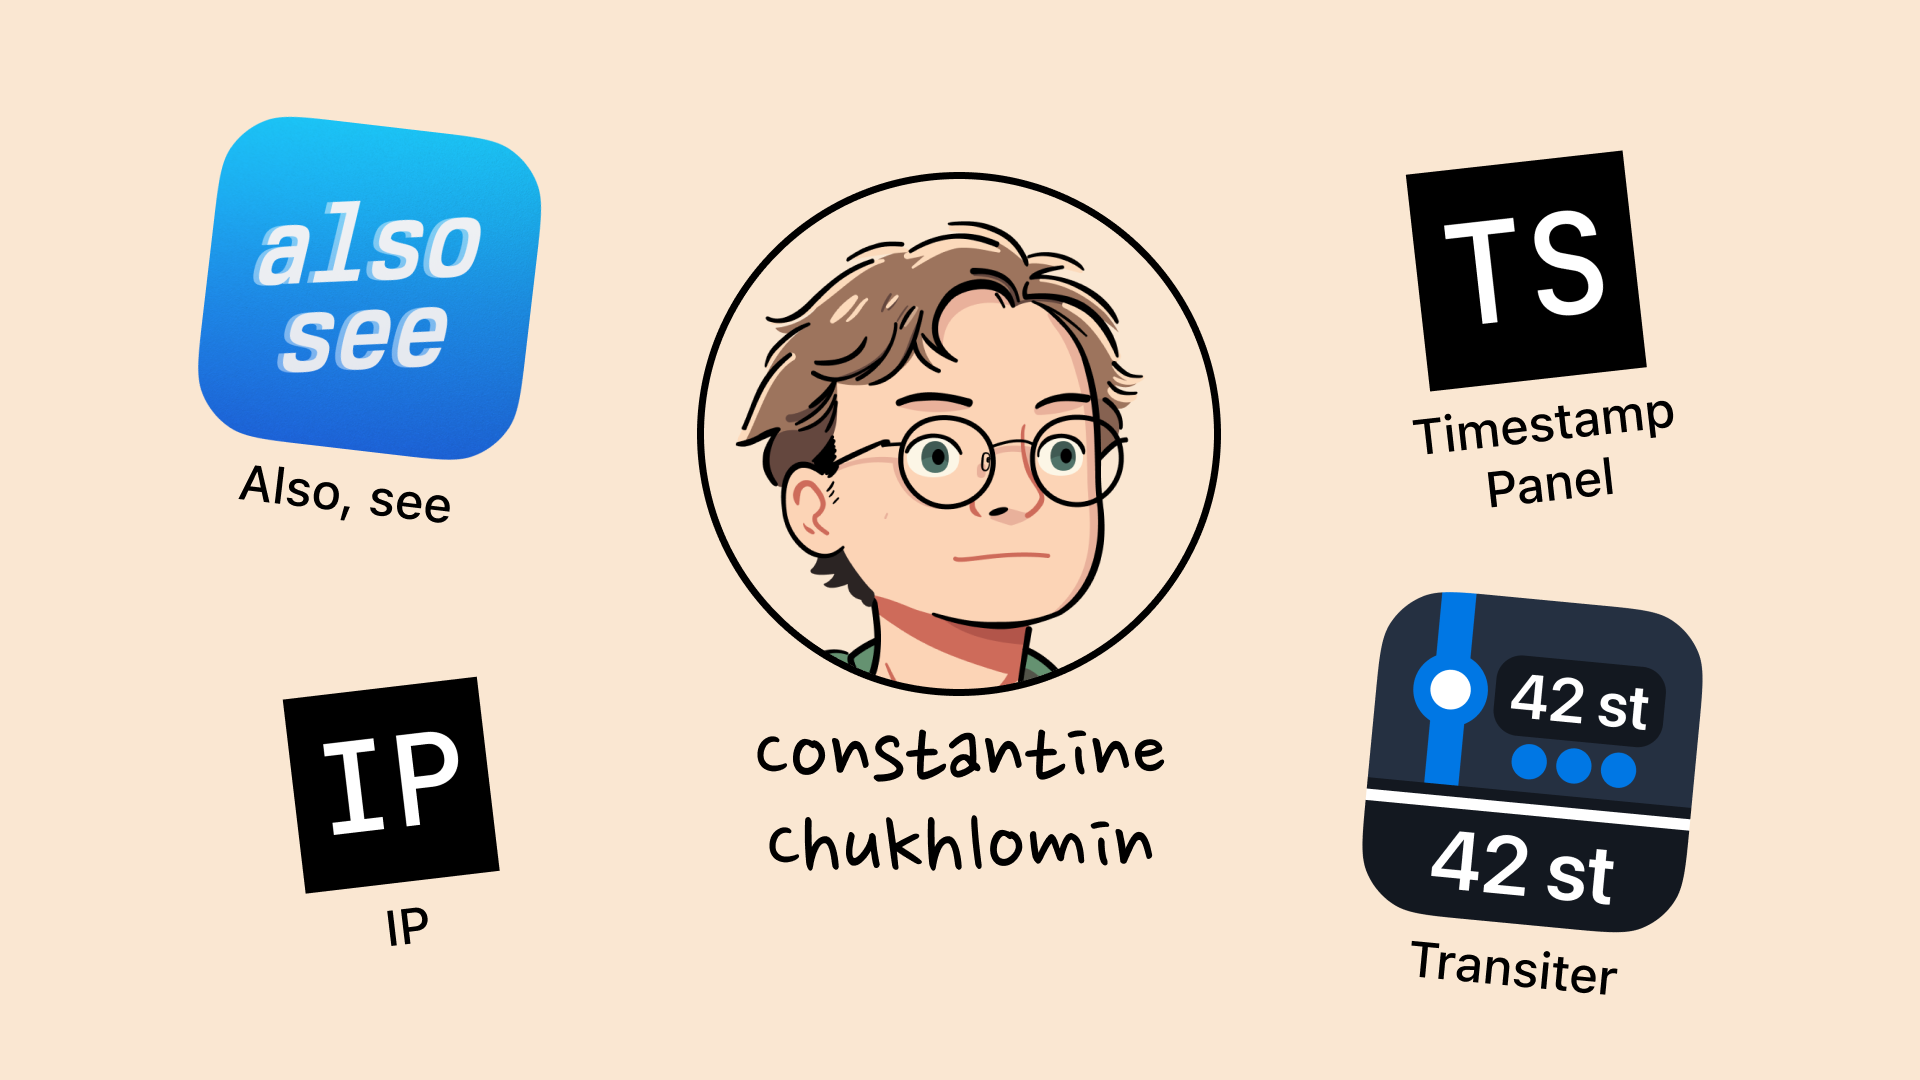 also
see
Also, see
IP
IP
constantine
chukhlomin
TS
Timestamp
Panel
42 st
42 st
Transiter